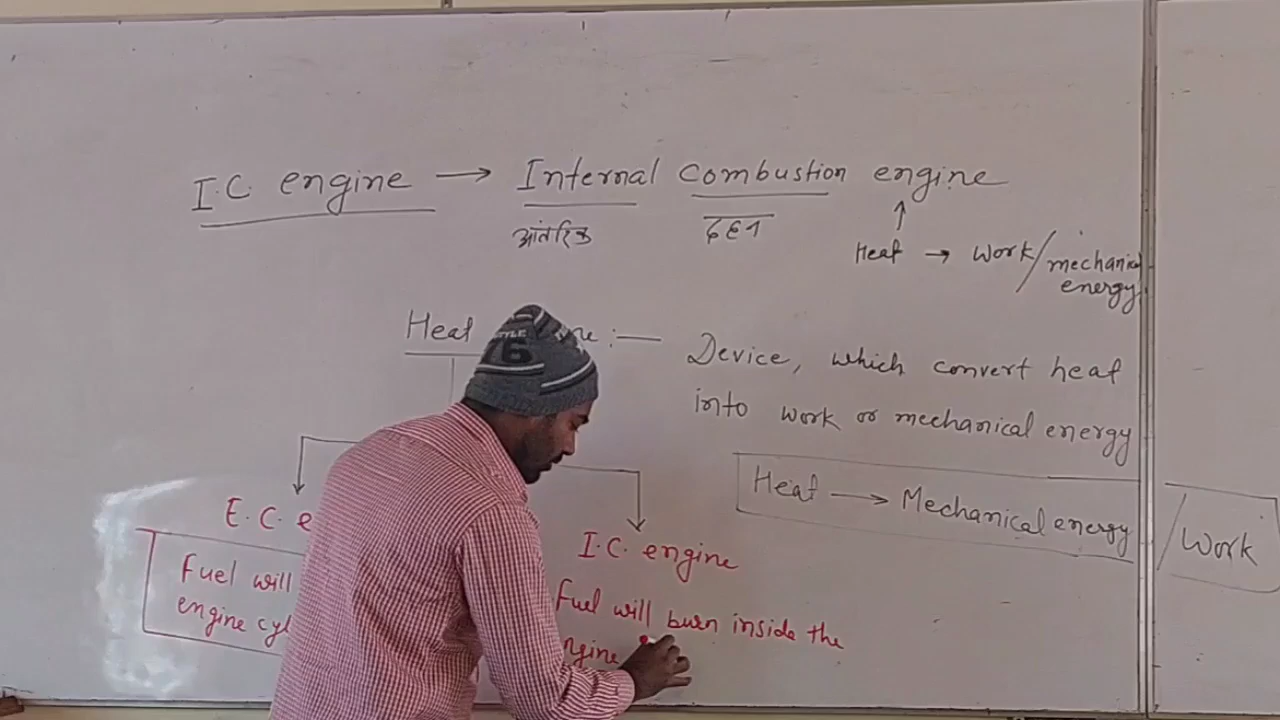 I.C. engine → Internal combustion engine
आंतरिक दहन
Heat → Work/mechanical
energy
Heat :— Device, which convert heat
into work or mechanical energy
Heat → Mechanical energy / Work
E.C. I.C. engine
Fuel will
engine
Fuel will burn inside the
76